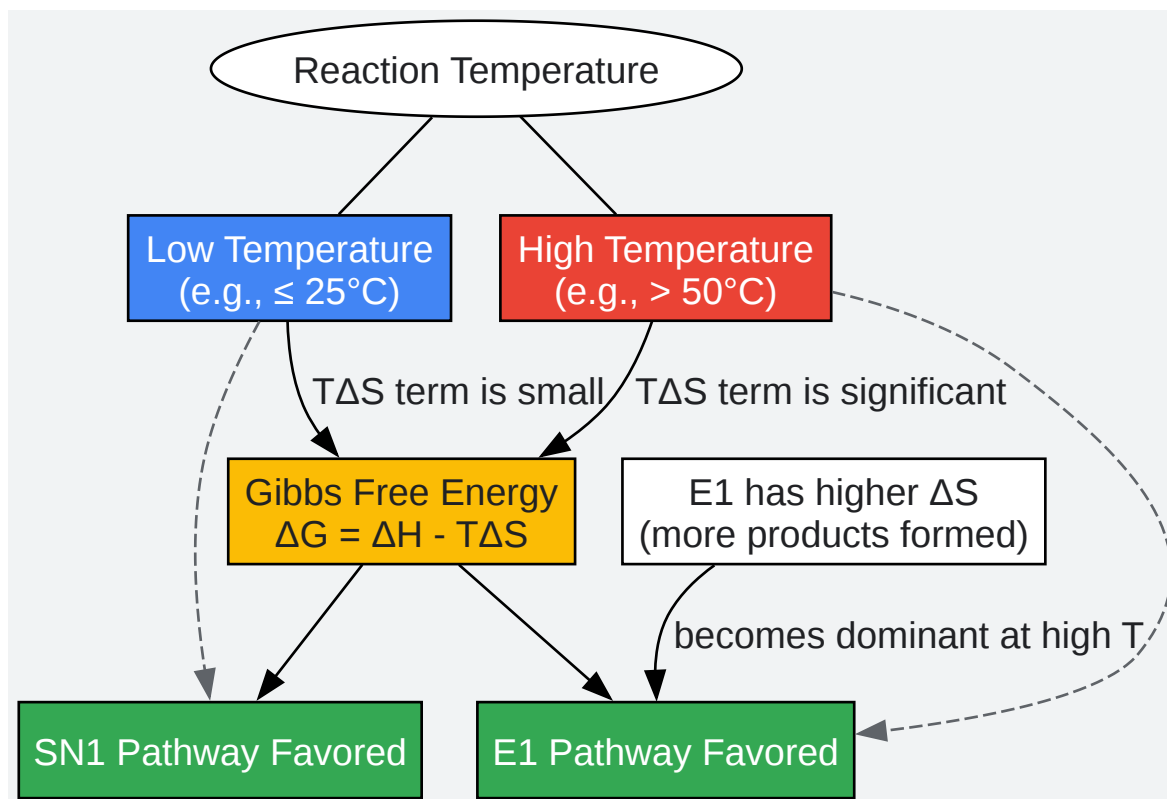 Reaction Temperature
Low Temperature
(e.g., ≤ 25°C)
High Temperature
(e.g., > 50°C)
TΔS term is small
TΔS term is significant
Gibbs Free Energy
ΔG = ΔH - TΔS
E1 has higher ΔS
(more products formed)
becomes dominant at high T
SN1 Pathway Favored
E1 Pathway Favored